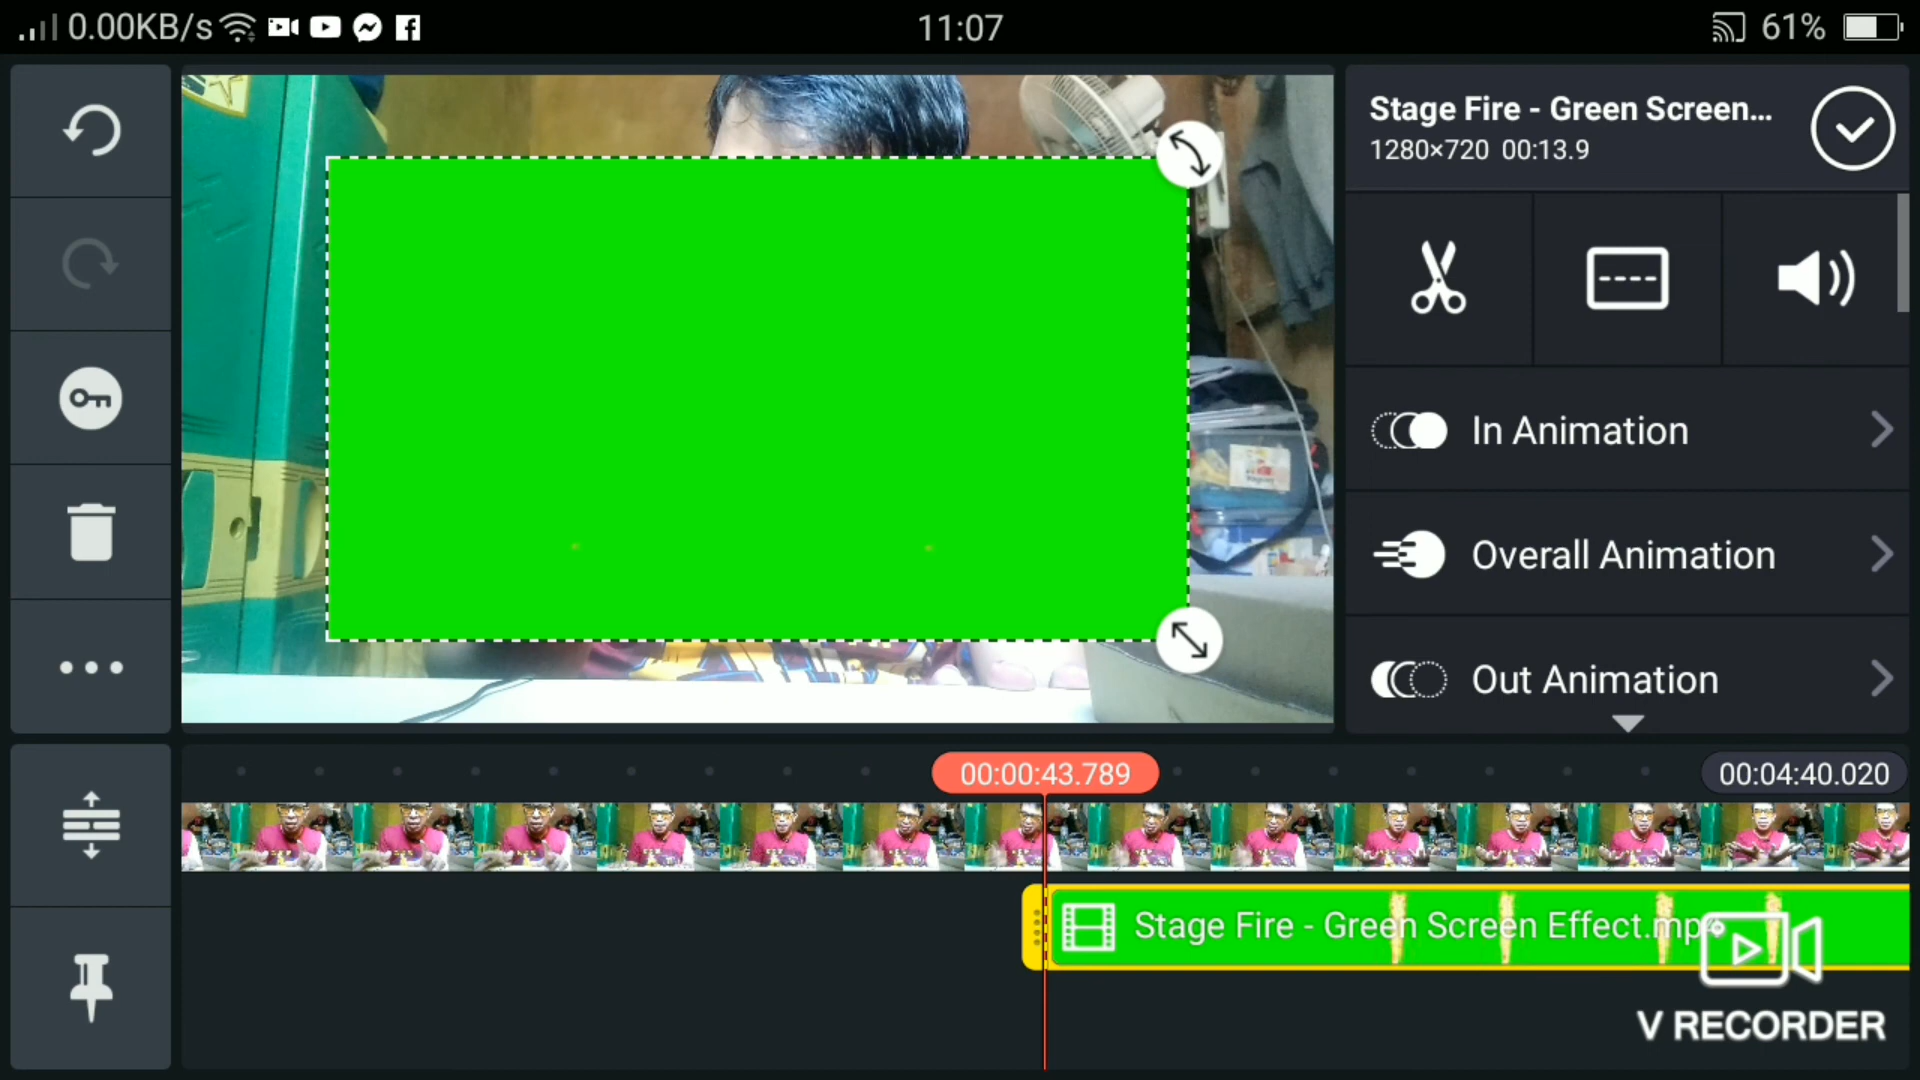 0.00KB/s
11:07
61%
Stage Fire - Green Screen...
1280×720 00:13.9
In Animation
Overall Animation
Out Animation
00:00:43.789
00:04:40.020
Stage Fire - Green Screen Effect.mp4
V RECORDER